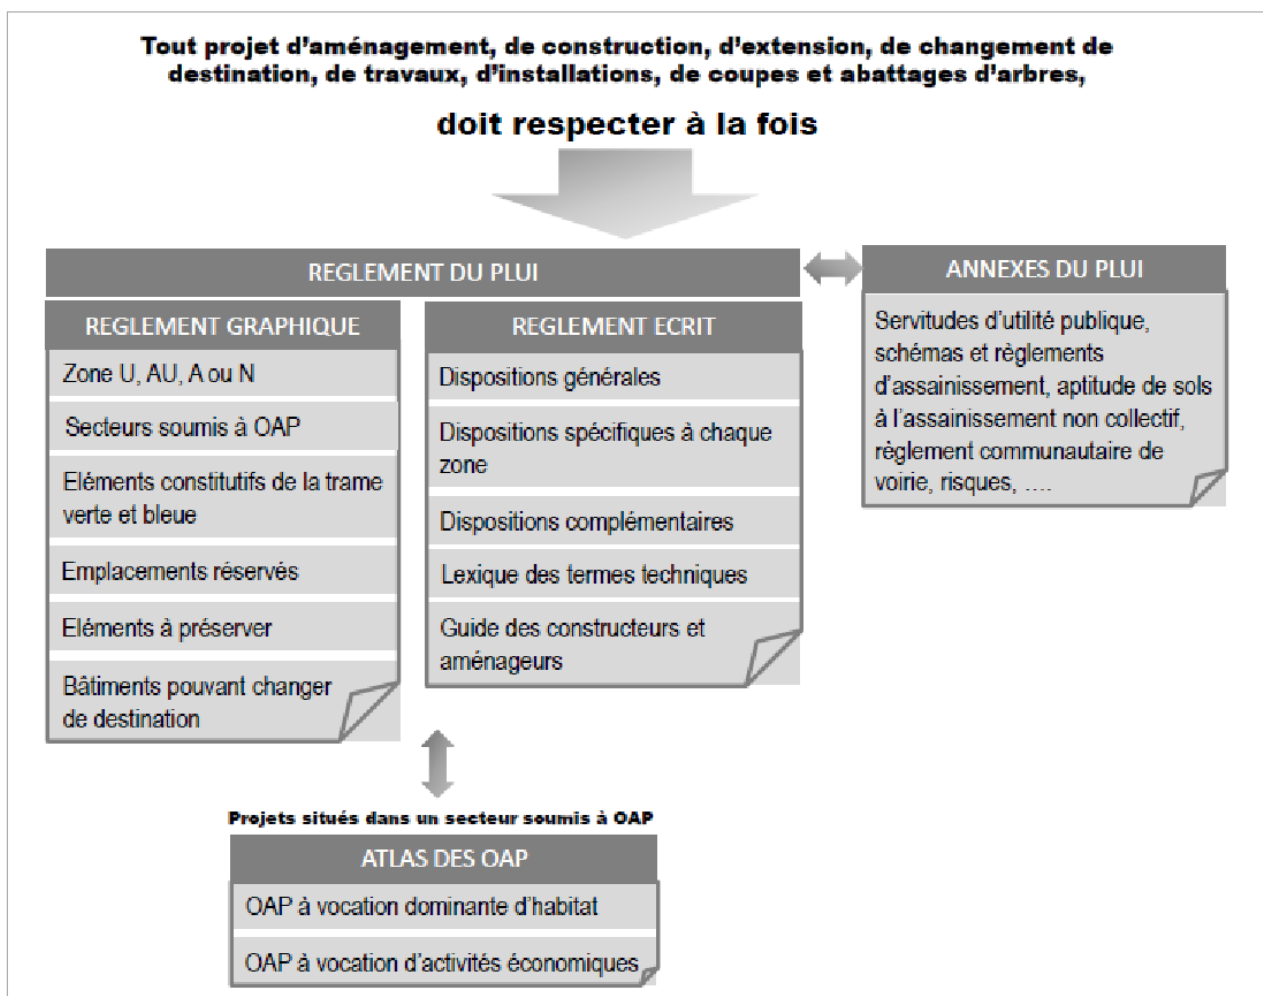 Tout projet d’aménagement, de construction, d’extension, de changement de
destination, de travaux, d’installations, de coupes et abattages d’arbres,
doit respecter à la fois
REGLEMENT DU PLUI
REGLEMENT GRAPHIQUE
Zone U, AU, A ou N
Secteurs soumis à OAP
Eléments constitutifs de la trame
verte et bleue
Emplacements réservés
Eléments à préserver
Bâtiments pouvant changer
de destination
REGLEMENT ECRIT
Dispositions générales
Dispositions spécifiques à chaque
zone
Dispositions complémentaires
Lexique des termes techniques
Guide des constructeurs et
aménageurs
ANNEXES DU PLUI
Servitudes d’utilité publique,
schémas et règlements
d’assainissement, aptitude de sols
à l’assainissement non collectif,
règlement communautaire de
voirie, risques, ….
Projets situés dans un secteur soumis à OAP
ATLAS DES OAP
OAP à vocation dominante d’habitat
OAP à vocation d’activités économiques